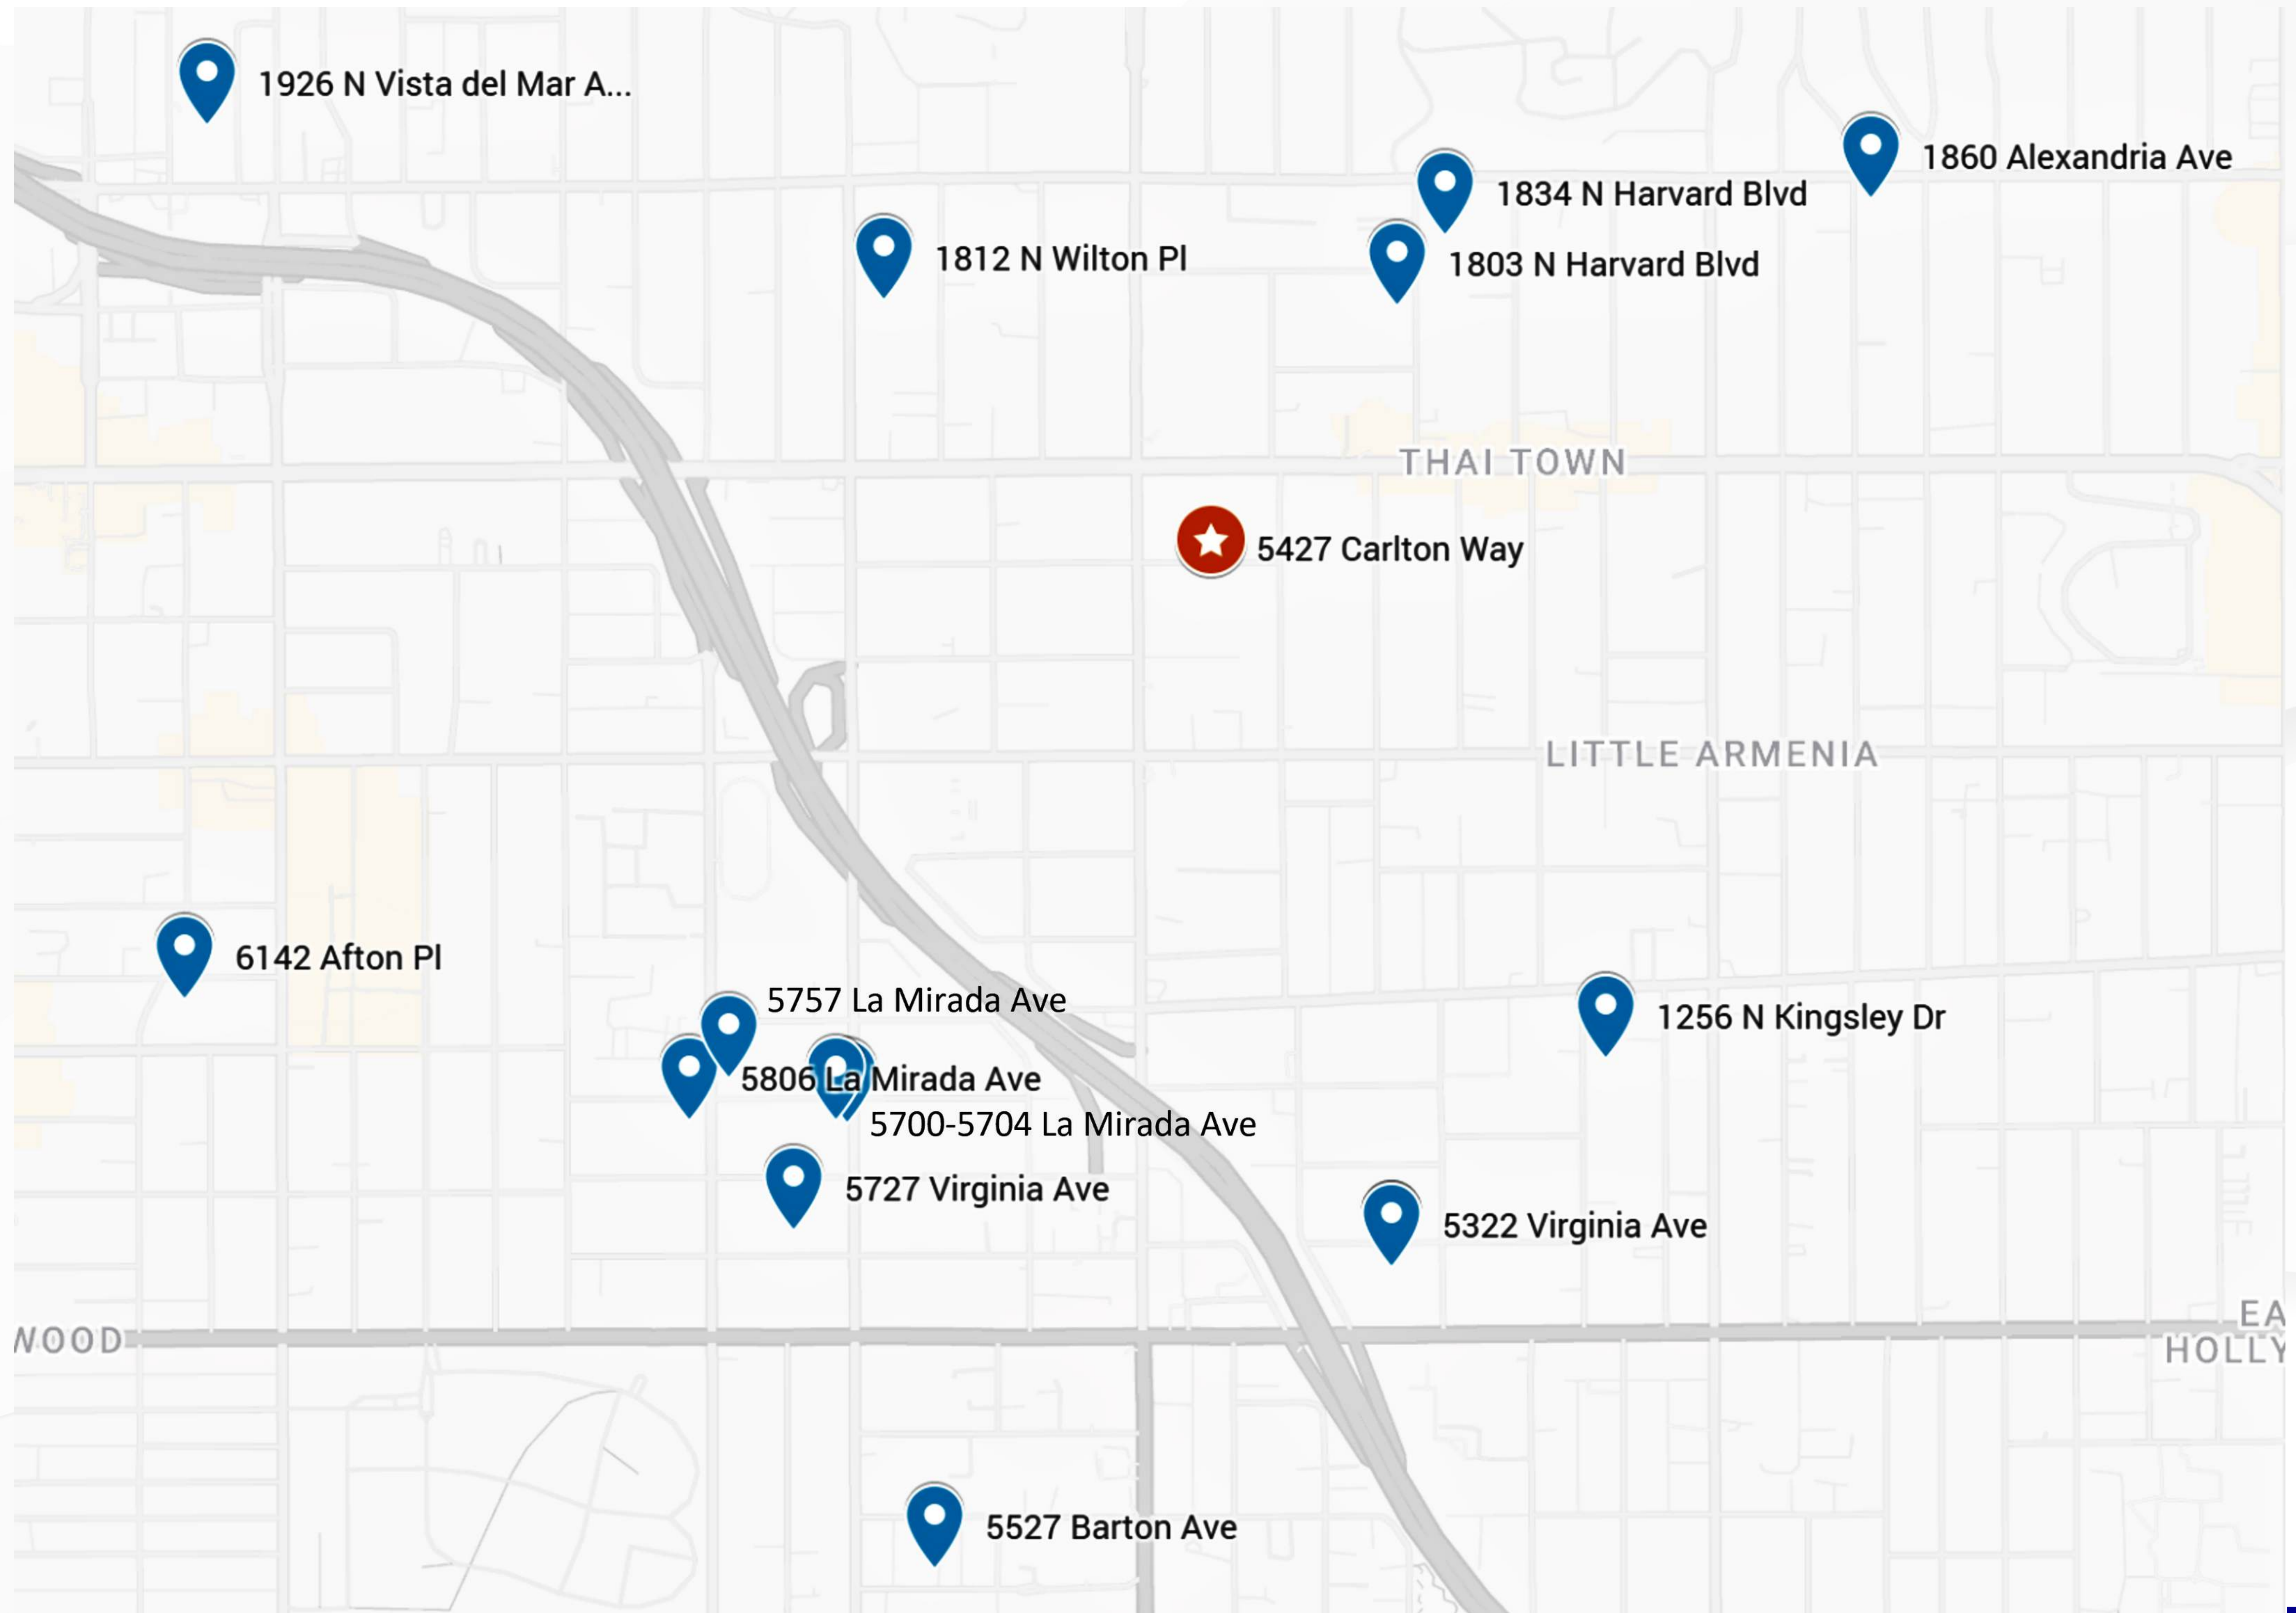 1926 N Vista del Mar A...
1860 Alexandria Ave
1834 N Harvard Blvd
1812 N Wilton Pl
1803 N Harvard Blvd
THAI TOWN
5427 Carlton Way
LITTLE ARMENIA
6142 Afton Pl
5757 La Mirada Ave
1256 N Kingsley Dr
5806 La Mirada Ave
5700-5704 La Mirada Ave
5727 Virginia Ave
5322 Virginia Ave
WOOD
EA
HOLLY
5527 Barton Ave